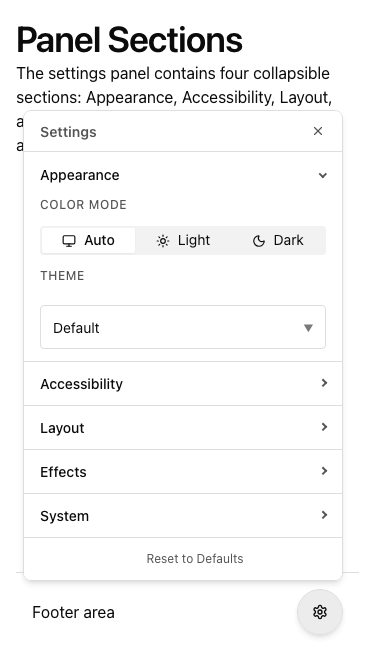 Panel Sections
The settings panel contains four collapsible
sections: Appearance, Accessibility, Layout,
Settings
Appearance
COLOR MODE
Auto Light Dark
THEME
Default
Accessibility
Layout
Effects
System
Reset to Defaults
Footer area